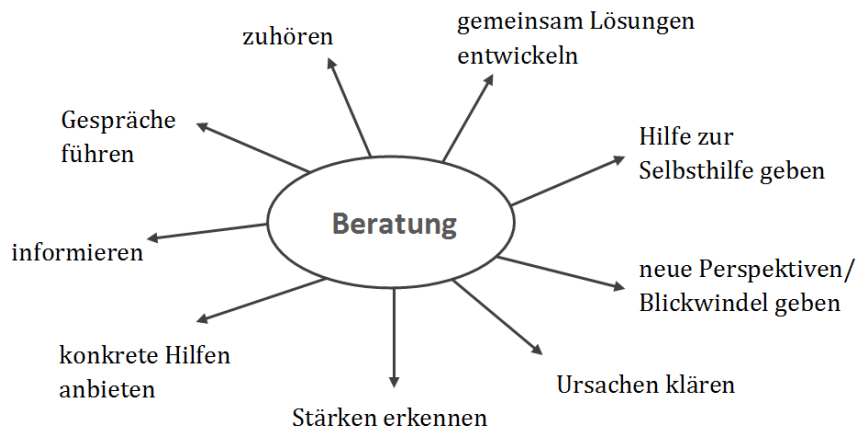 zuhören
gemeinsam Lösungen
entwickeln
Gespräche
führen
Hilfe zur
Selbsthilfe geben
Beratung
informieren
neue Perspektiven/
Blickwindel geben
konkrete Hilfen
anbieten
Ursachen klären
Stärken erkennen